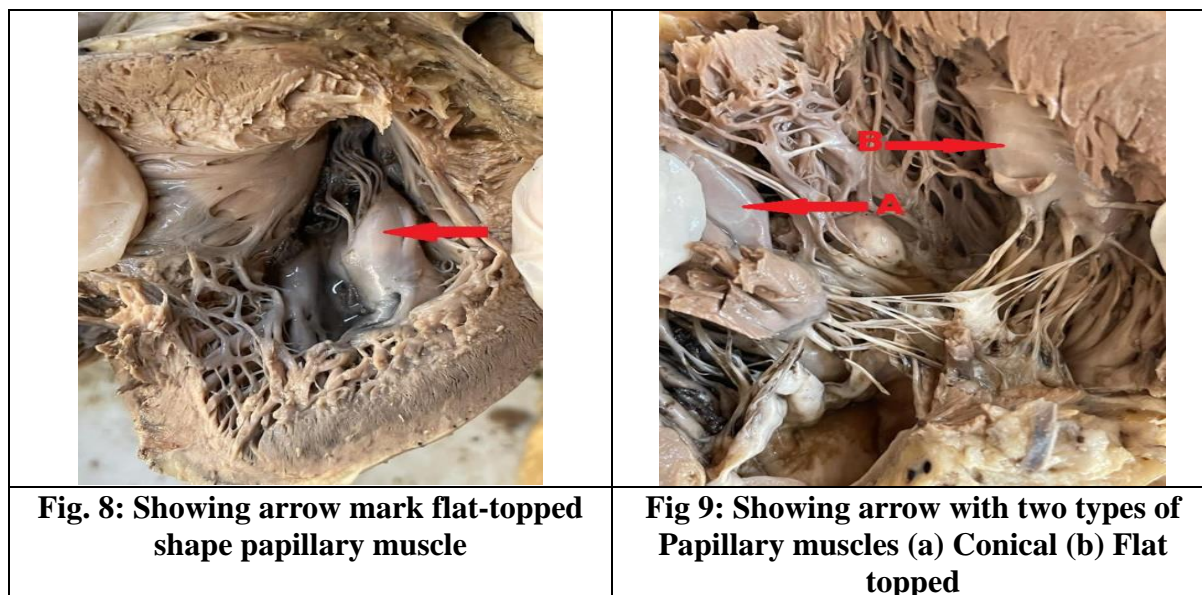 B
A
Fig. 8: Showing arrow mark flat-topped
shape papillary muscle
Fig 9: Showing arrow with two types of
Papillary muscles (a) Conical (b) Flat
topped